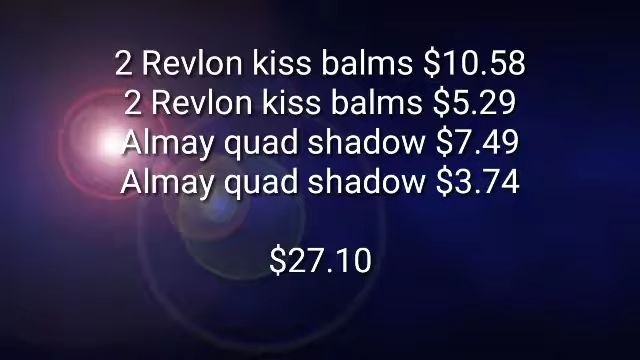 2 Revlon kiss balms $10.58
2 Revlon kiss balms $5.29
Almay quad shadow $7.49
Almay quad shadow $3.74
$27.10